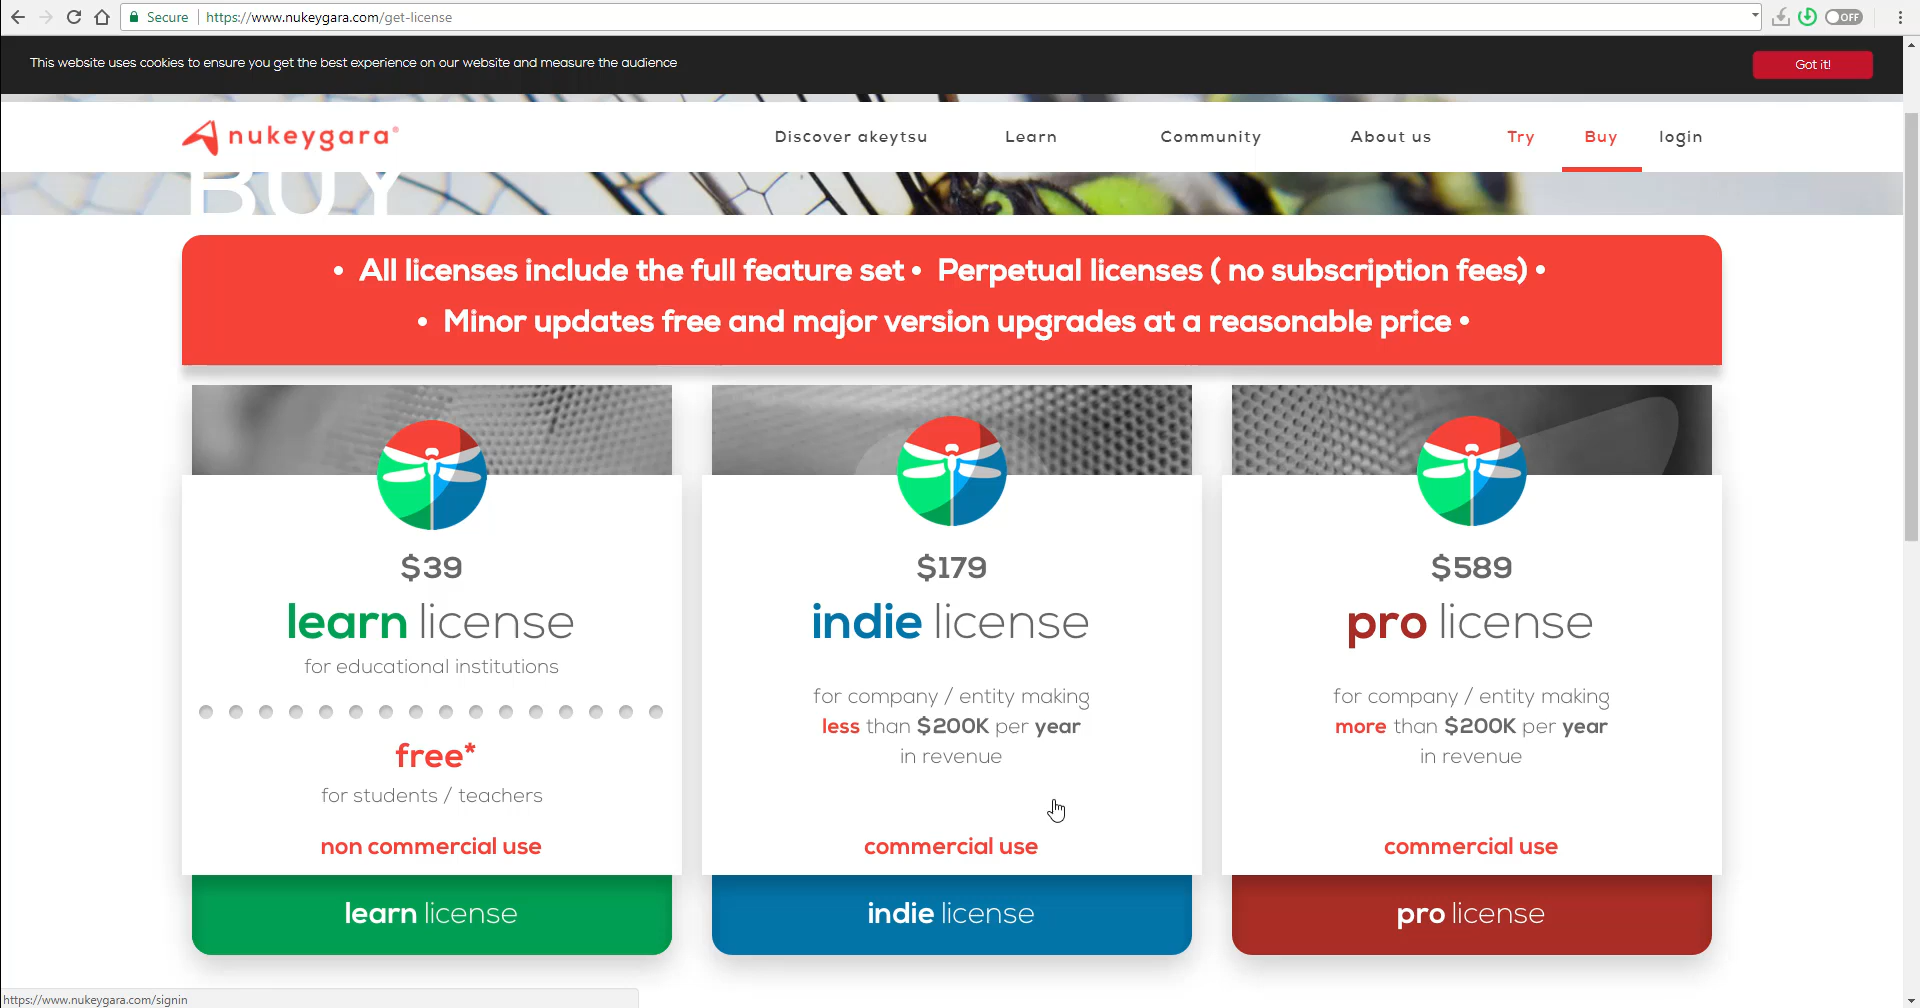 Secure https://www.nukeygara.com/get-license
OFF
This website uses cookies to ensure you get the best experience on our website and measure the audience
Got it!
nukeygara®
Discover akeytsu
Learn
Community
About us
Try
Buy
login
BUY
• All licenses include the full feature set • Perpetual licenses ( no subscription fees) •
• Minor updates free and major version upgrades at a reasonable price •
$39
learn license
for educational institutions
free*
for students / teachers
non commercial use
learn license
$179
indie license
for company / entity making
less than $200K per year
in revenue
commercial use
indie license
$589
pro license
for company / entity making
more than $200K per year
in revenue
commercial use
pro license
https://www.nukeygara.com/signin